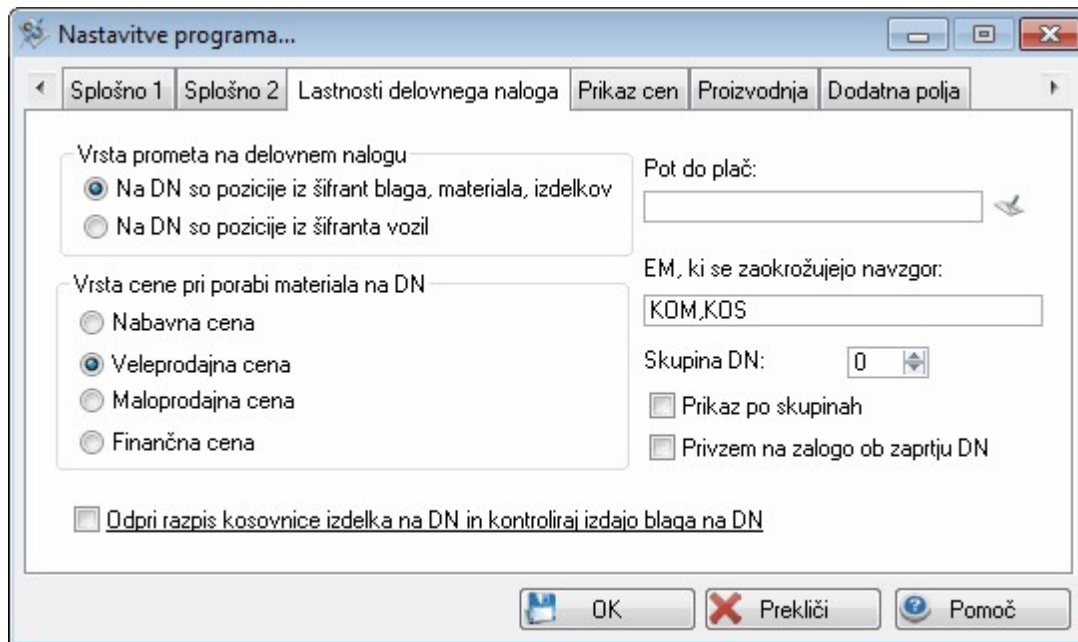 Nastavitve programa...
Splošno 1
Splošno 2
Lastnosti delovnega naloga
Prikaz cen
Proizvodnja
Dodatna polja
Vrsta prometa na delovnem nalogu
Na DN so pozicije iz šifrant blaga, materiala, izdelkov
Na DN so pozicije iz šifranta vozil
Vrsta cene pri porabi materiala na DN
Nabavna cena
Veleprodajna cena
Maloprodajna cena
Finančna cena
Pot do plač:
EM, ki se zaokrožujejo navzgor:
KOM,KOS
Skupina DN:
0
Prikaz po skupinah
Privzem na zalogo ob zaprtju DN
Odpri razpis kosovnice izdelka na DN in kontroliraj izdajo blaga na DN
OK
Prekliči
Pomoč